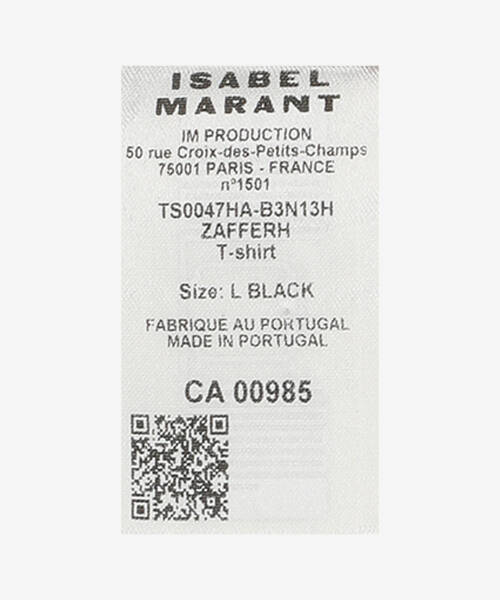 ISABEL
MARANT
IM PRODUCTION
50 rue Croix-des-Petits-Champs
75001 PARIS - FRANCE
n°1501
TS0047HA-B3N13H
ZAFFERH
T-shirt
Size: L BLACK
FABRIQUE AU PORTUGAL
MADE IN PORTUGAL
CA 00985